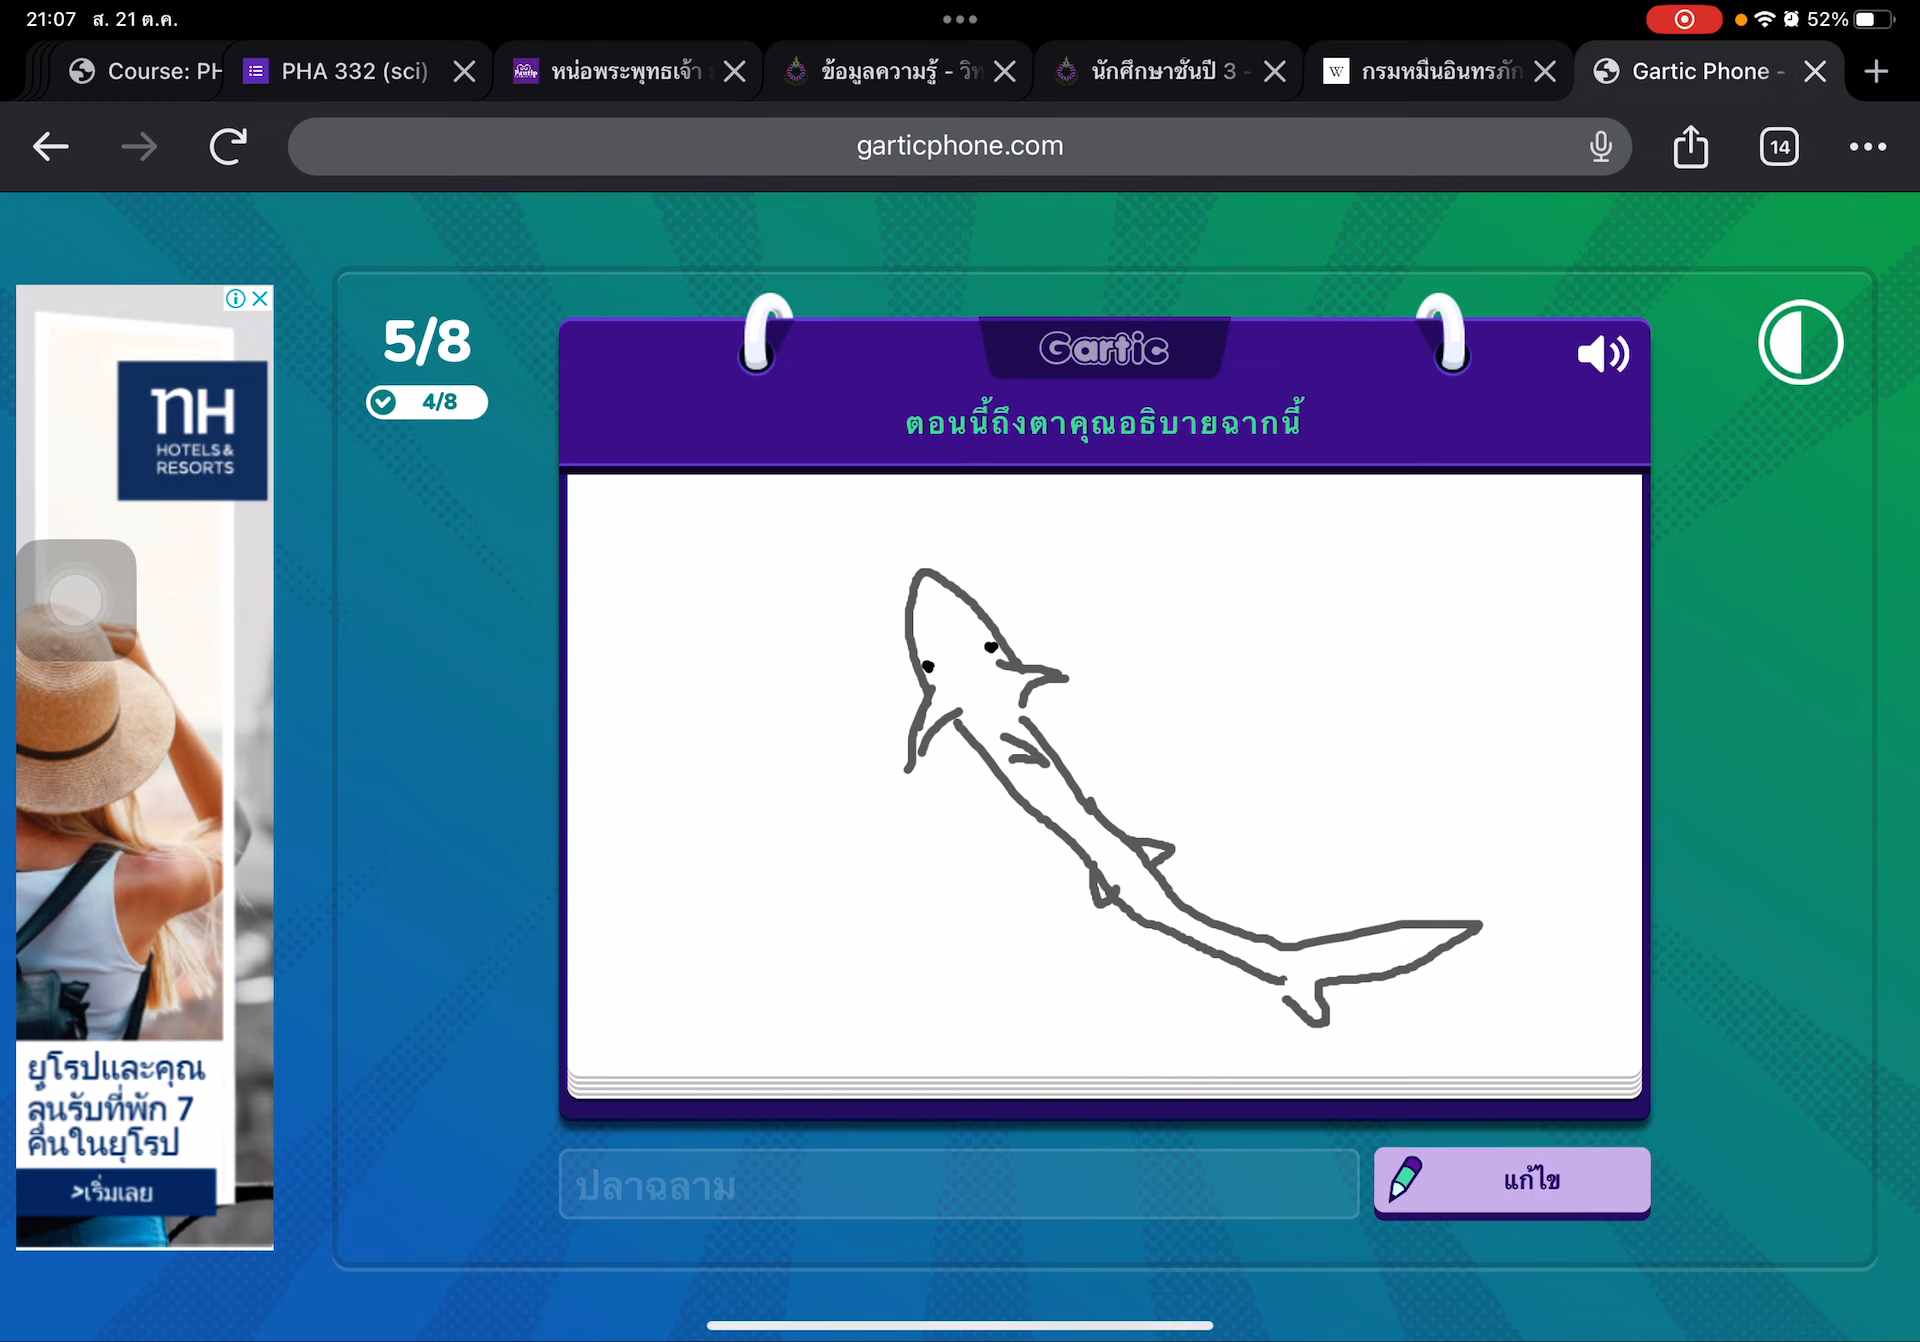 21:07 ส. 21 ต.ค.
52%
Course: PH
PHA 332 (sci)
หน่อพระพุทธเจ้า
ข้อมูลความรู้ - วิท
นักศึกษาชั้นปี 3 -
W กรมหมื่นอินทรภัก
Gartic Phone -
garticphone.com
14
5/8
4/8
Gartic
ตอนนี้ถึงตาคุณอธิบายฉากนี้
nH
HOTELS &
RESORTS
ยุโรปและคุณ
ลุนรับที่พัก 7
คืนในยุโรป
>เริ่มเลย
ปลาฉลาม
แก้ไข